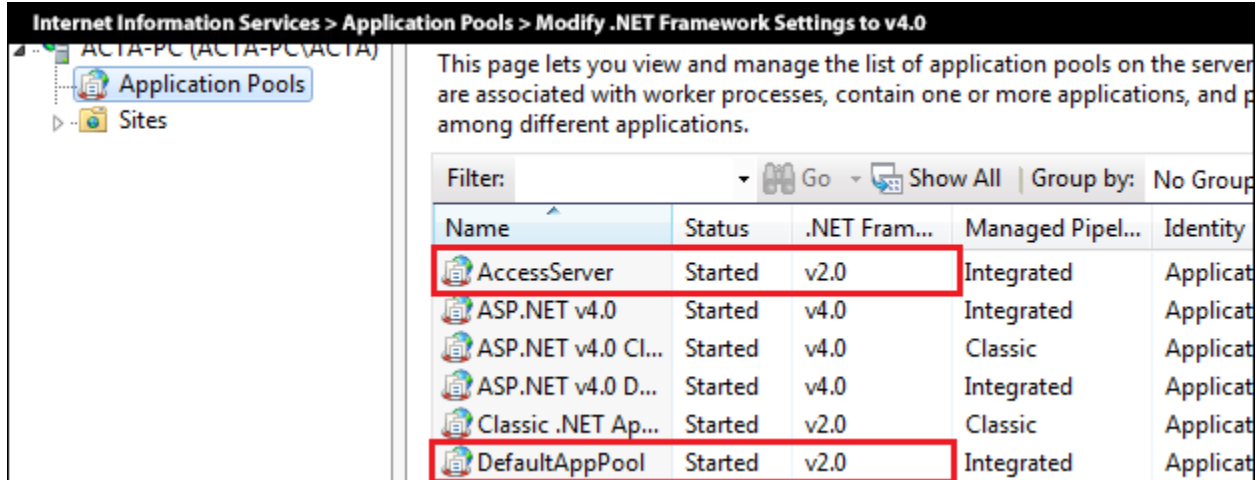 Internet Information Services > Application Pools > Modify .NET Framework Settings to v4.0
ACTA-PC (ACTA-PC\ACTA)
Application Pools
Sites
This page lets you view and manage the list of application pools on the server
are associated with worker processes, contain one or more applications, and p
among different applications.
Filter: Go Show All Group by: No Group
Name Status .NET Fram... Managed Pipel... Identity
AccessServer Started v2.0 Integrated Applicat
ASP.NET v4.0 Started v4.0 Integrated Applicat
ASP.NET v4.0 Cl... Started v4.0 Classic Applicat
ASP.NET v4.0 D... Started v4.0 Integrated Applicat
Classic .NET Ap... Started v2.0 Classic Applicat
DefaultAppPool Started v2.0 Integrated Applicat